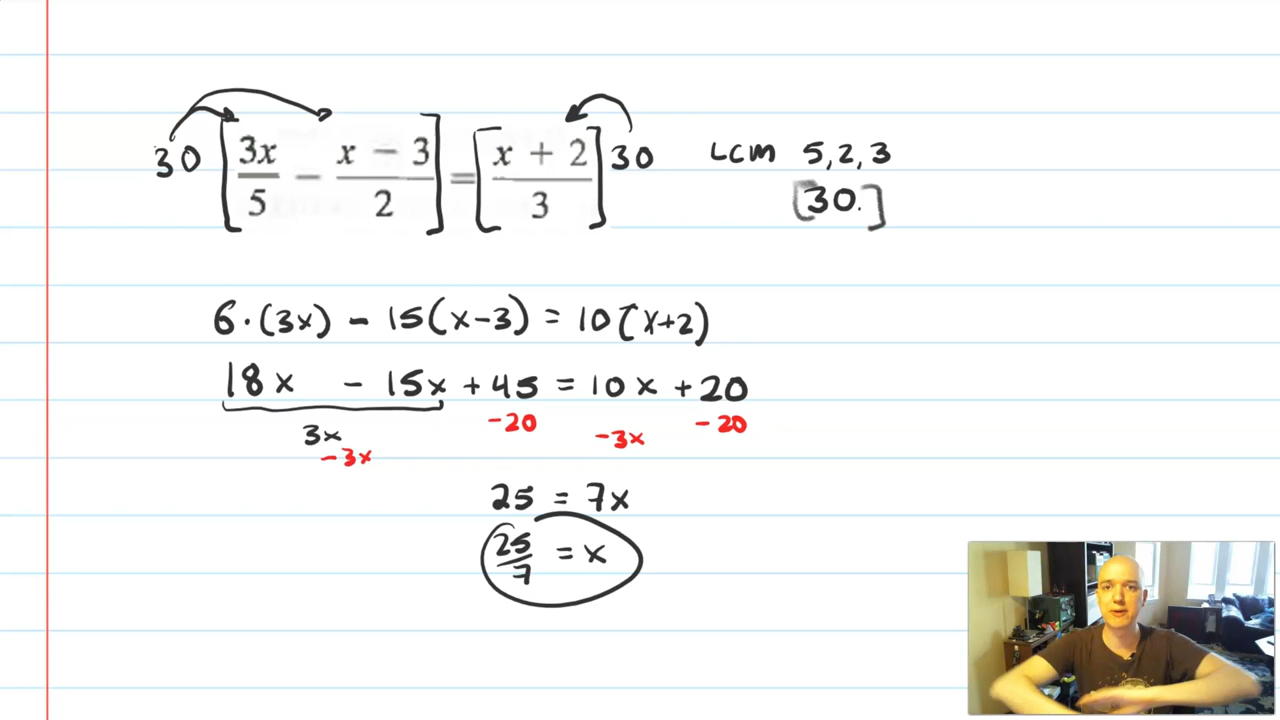 30 [3x/5 − x − 3/2] = [x + 2/3] 30 LCM 5,2,3
[30.]
6·(3x) − 15(x−3) = 10(x+2)
18x − 15x + 45 = 10x + 20
−20 −20
3x −3x
−3x
25 = 7x
25/7 = x